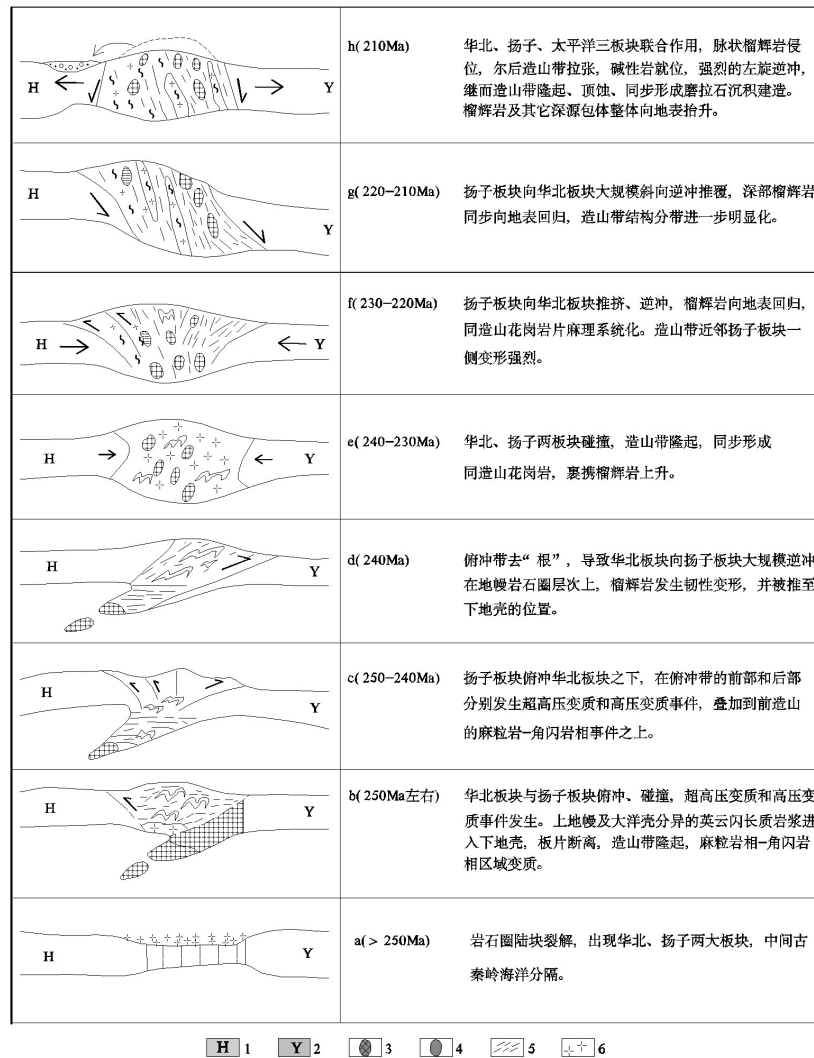 h(210Ma)
华北、扬子、太平洋三板块联合作用，脉状榴辉岩侵
位，尔后造山带拉张，碱性岩就位，强烈的左旋逆冲，
继而造山带隆起、顶蚀、同步形成磨拉石沉积建造。
榴辉岩及其它深源包体整体向地表抬升。
H
Y
g(220-210Ma)
扬子板块向华北板块大规模斜向逆冲推覆，深部榴辉岩
同步向地表回归，造山带结构分带进一步明显化。
H
Y
f(230-220Ma)
扬子板块向华北板块推挤、逆冲，榴辉岩向地表回归，
同造山花岗岩片麻理系统化。造山带近邻扬子板块一
侧变形强烈。
H
Y
e(240-230Ma)
华北、扬子两板块碰撞，造山带隆起，同步形成
同造山花岗岩，裹携榴辉岩上升。
H
Y
d(240Ma)
俯冲带去“根”，导致华北板块向扬子板块大规模逆冲
在地幔岩石圈层次上，榴辉岩发生韧性变形，并被推至
下地壳的位置。
H
Y
c(250-240Ma)
扬子板块俯冲华北板块之下，在俯冲带的前部和后部
分别发生超高压变质和高压变质事件，叠加到前造山
的麻粒岩-角闪岩相事件之上。
H
Y
b(250Ma左右)
华北板块与扬子板块俯冲、碰撞，超高压变质和高压变
质事件发生。上地幔及大洋壳分异的英云闪长质岩浆进
入下地壳，板片断离，造山带隆起，麻粒岩相-角闪岩
相区域变质。
H
Y
a(> 250Ma)
岩石圈陆块裂解，出现华北、扬子两大板块，中间古
秦岭海洋分隔。
H
Y
H 1 Y 2 3 4 5 6